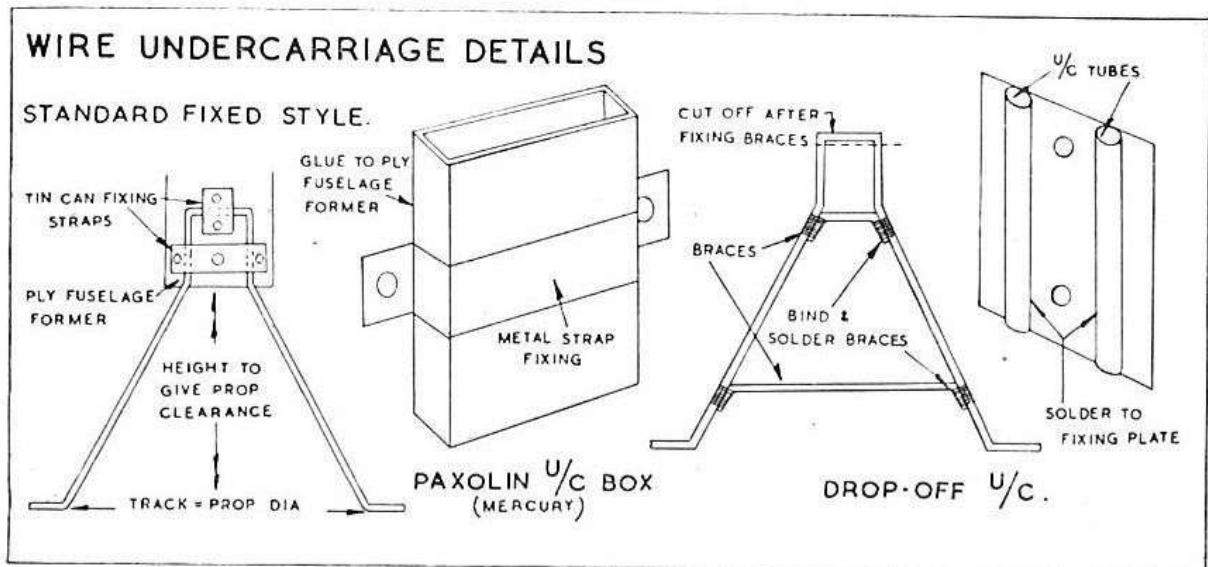 WIRE UNDERCARRIAGE DETAILS
STANDARD FIXED STYLE.
TIN CAN FIXING
STRAPS
PLY FUSELAGE
FORMER
HEIGHT TO
GIVE PROP
CLEARANCE
TRACK = PROP DIA
GLUE TO PLY
FUSELAGE
FORMER
METAL STRAP
FIXING
PAXOLIN U/C BOX
(MERCURY)
CUT OFF AFTER
FIXING BRACES
BRACES
BIND &
SOLDER BRACES
DROP-OFF U/C.
U/C TUBES
SOLDER TO
FIXING PLATE